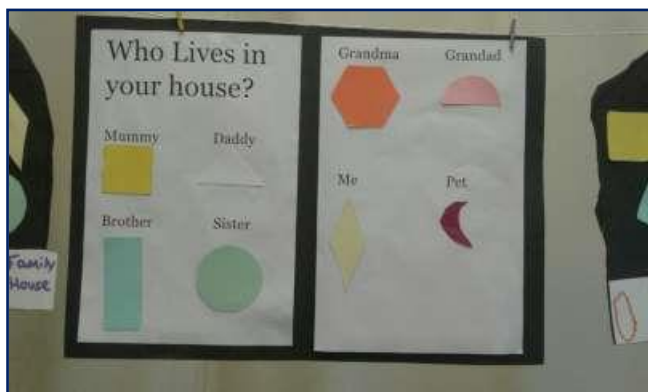 Who Lives in
your house?
Mummy Daddy
Brother Sister
Grandma Grandad
Me Pet
Family
House